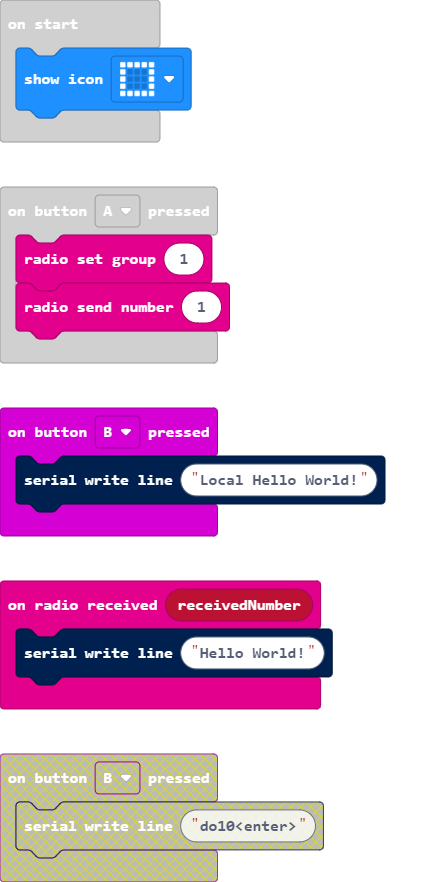 on start
show icon
on button A pressed
radio set group 1
radio send number 1
on button B pressed
serial write line "Local Hello World!"
on radio received receivedNumber
serial write line "Hello World!"
on button B pressed
serial write line "do10<enter>"